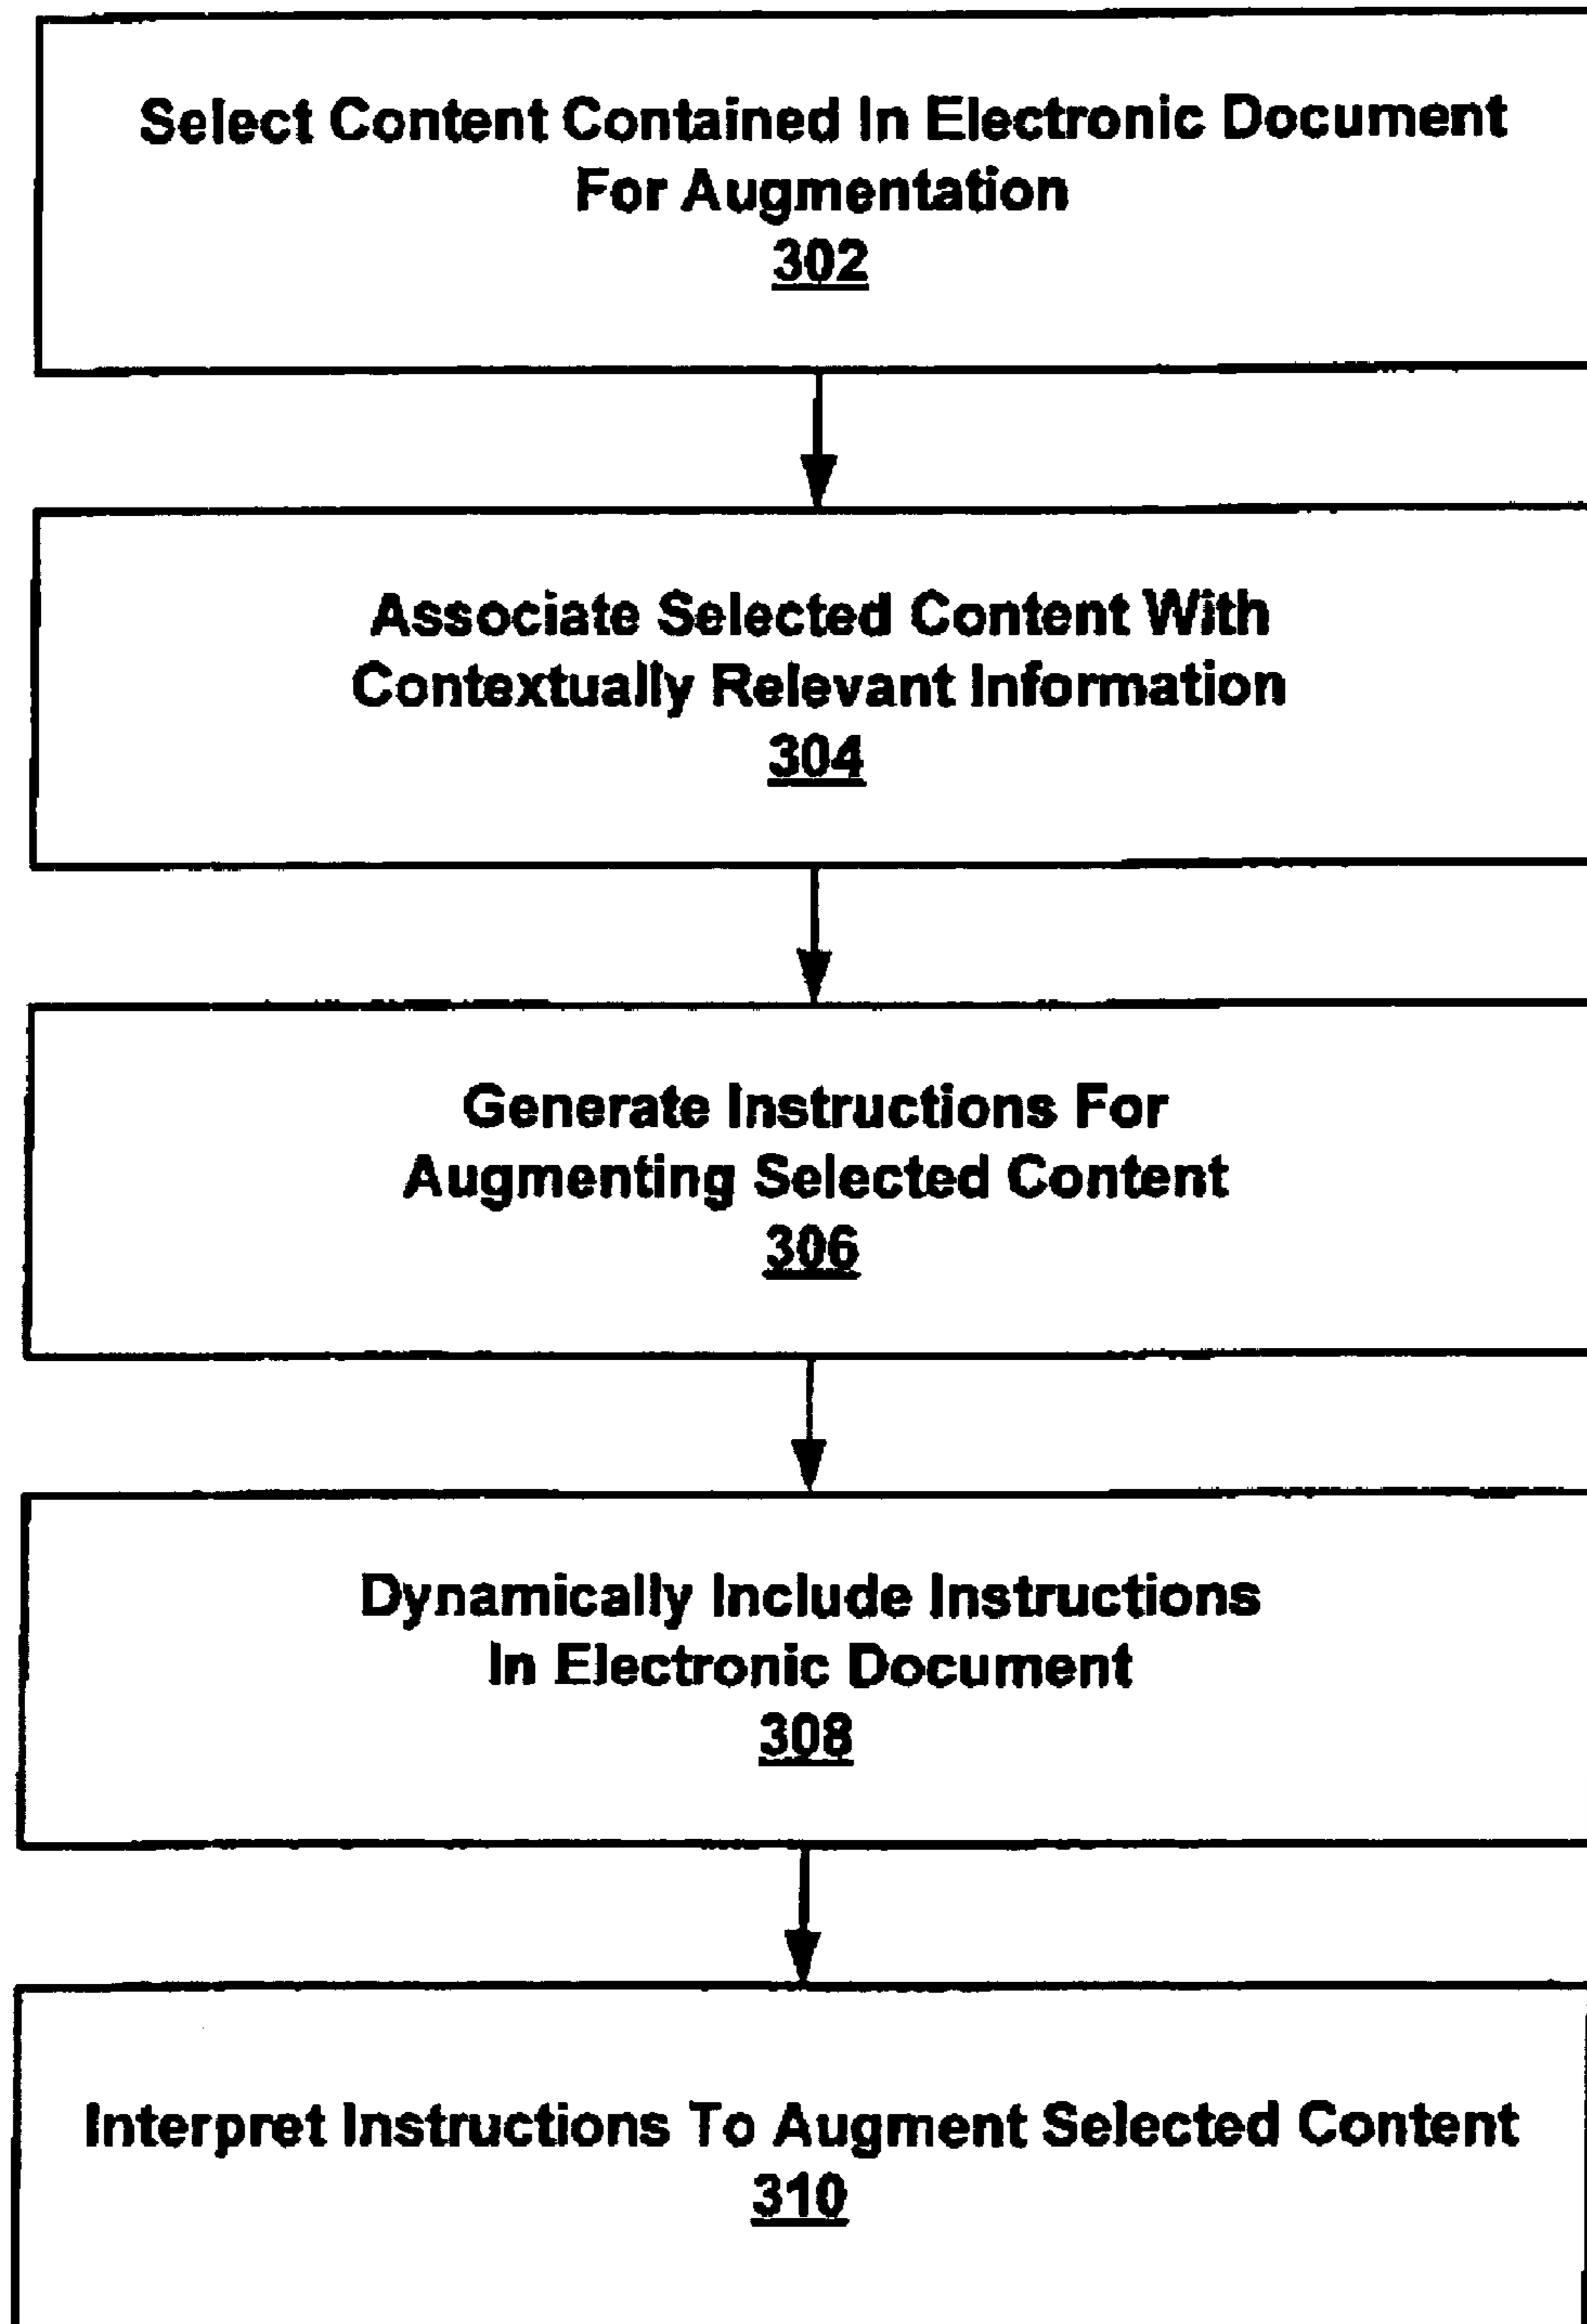 Select Content Contained In Electronic Document
For Augmentation
302
Associate Selected Content With
Contextually Relevant Information
304
Generate Instructions For
Augmenting Selected Content
306
Dynamically Include Instructions
In Electronic Document
308
Interpret Instructions To Augment Selected Content
310